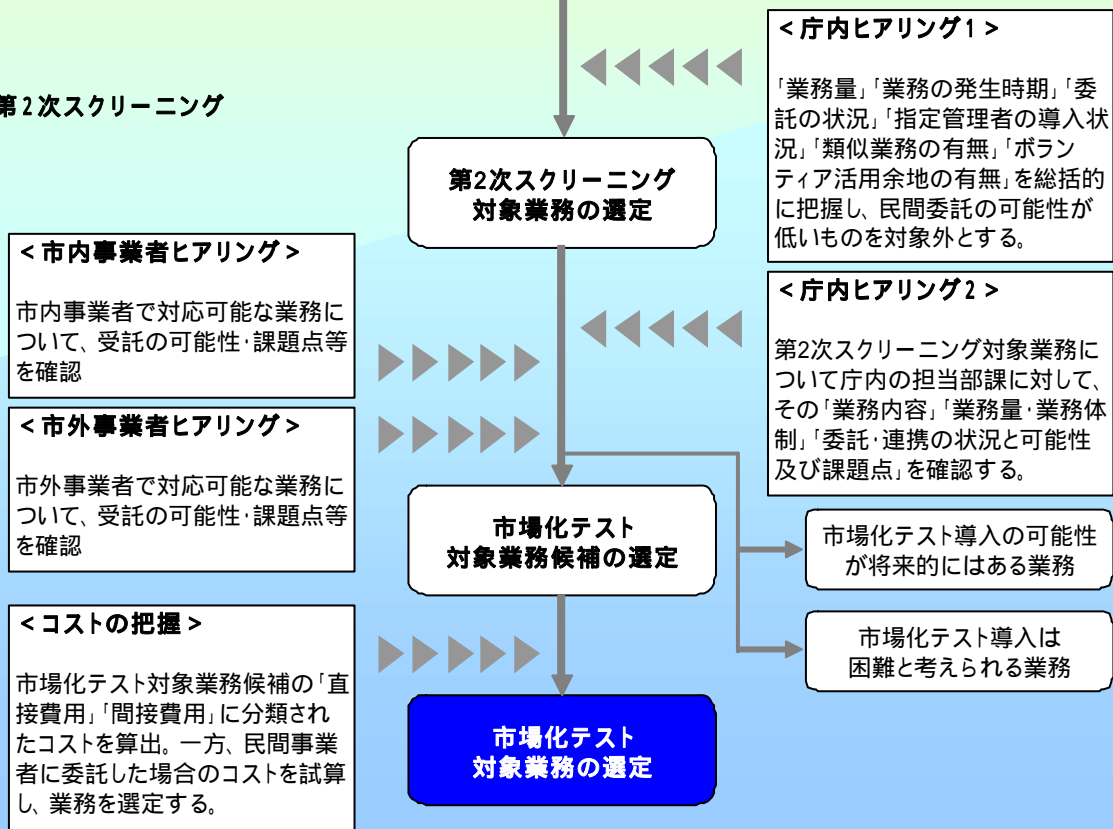 <庁内ヒアリング1>
「業務量」「業務の発生時期」「委
託の状況」「指定管理者の導入状
況」「類似業務の有無」「ボラン
ティア活用余地の有無」を総括的
に把握し、民間委託の可能性が
低いものを対象外とする。
第2次スクリーニング
第2次スクリーニング
対象業務の選定
<市内事業者ヒアリング>
市内事業者で対応可能な業務に
ついて、受託の可能性・課題点等
を確認
<庁内ヒアリング2>
第2次スクリーニング対象業務に
ついて庁内の担当部課に対して、
その「業務内容」「業務量・業務体
制」「委託・連携の状況と可能性
及び課題点」を確認する。
<市外事業者ヒアリング>
市外事業者で対応可能な業務に
ついて、受託の可能性・課題点等
を確認
市場化テスト
対象業務候補の選定
市場化テスト導入の可能性
が将来的にはある業務
市場化テスト導入は
困難と考えられる業務
<コストの把握>
市場化テスト対象業務候補の「直
接費用」「間接費用」に分類され
たコストを算出。一方、民間事業
者に委託した場合のコストを試算
し、業務を選定する。
市場化テスト
対象業務の選定